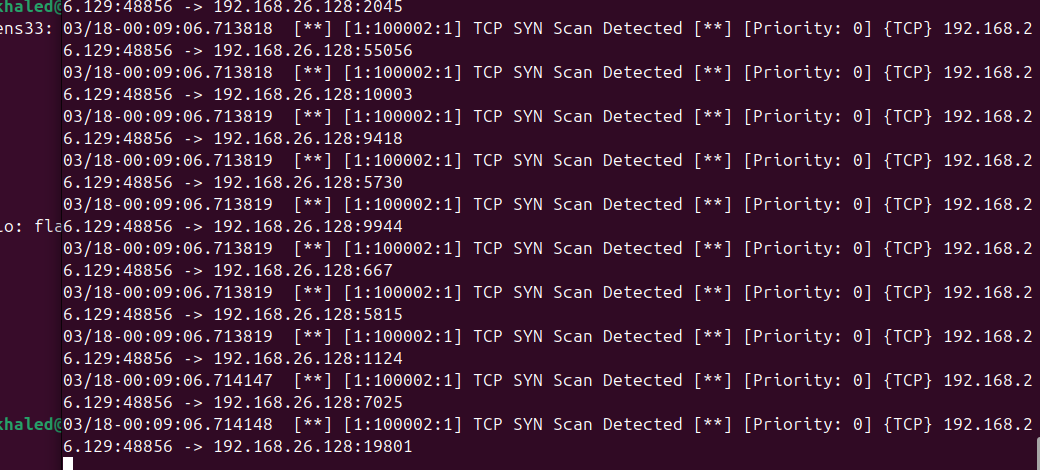 khaled@6.129:48856 -> 192.168.26.128:2045
ens33: 03/18-00:09:06.713818  [**] [1:100002:1] TCP SYN Scan Detected [**] [Priority: 0] {TCP} 192.168.2
6.129:48856 -> 192.168.26.128:55056
03/18-00:09:06.713818  [**] [1:100002:1] TCP SYN Scan Detected [**] [Priority: 0] {TCP} 192.168.2
6.129:48856 -> 192.168.26.128:10003
03/18-00:09:06.713819  [**] [1:100002:1] TCP SYN Scan Detected [**] [Priority: 0] {TCP} 192.168.2
6.129:48856 -> 192.168.26.128:9418
03/18-00:09:06.713819  [**] [1:100002:1] TCP SYN Scan Detected [**] [Priority: 0] {TCP} 192.168.2
6.129:48856 -> 192.168.26.128:5730
03/18-00:09:06.713819  [**] [1:100002:1] TCP SYN Scan Detected [**] [Priority: 0] {TCP} 192.168.2
lo: fla6.129:48856 -> 192.168.26.128:9944
03/18-00:09:06.713819  [**] [1:100002:1] TCP SYN Scan Detected [**] [Priority: 0] {TCP} 192.168.2
6.129:48856 -> 192.168.26.128:667
03/18-00:09:06.713819  [**] [1:100002:1] TCP SYN Scan Detected [**] [Priority: 0] {TCP} 192.168.2
6.129:48856 -> 192.168.26.128:5815
03/18-00:09:06.713819  [**] [1:100002:1] TCP SYN Scan Detected [**] [Priority: 0] {TCP} 192.168.2
6.129:48856 -> 192.168.26.128:1124
03/18-00:09:06.714147  [**] [1:100002:1] TCP SYN Scan Detected [**] [Priority: 0] {TCP} 192.168.2
6.129:48856 -> 192.168.26.128:7025
khaled@03/18-00:09:06.714148  [**] [1:100002:1] TCP SYN Scan Detected [**] [Priority: 0] {TCP} 192.168.2
6.129:48856 -> 192.168.26.128:19801